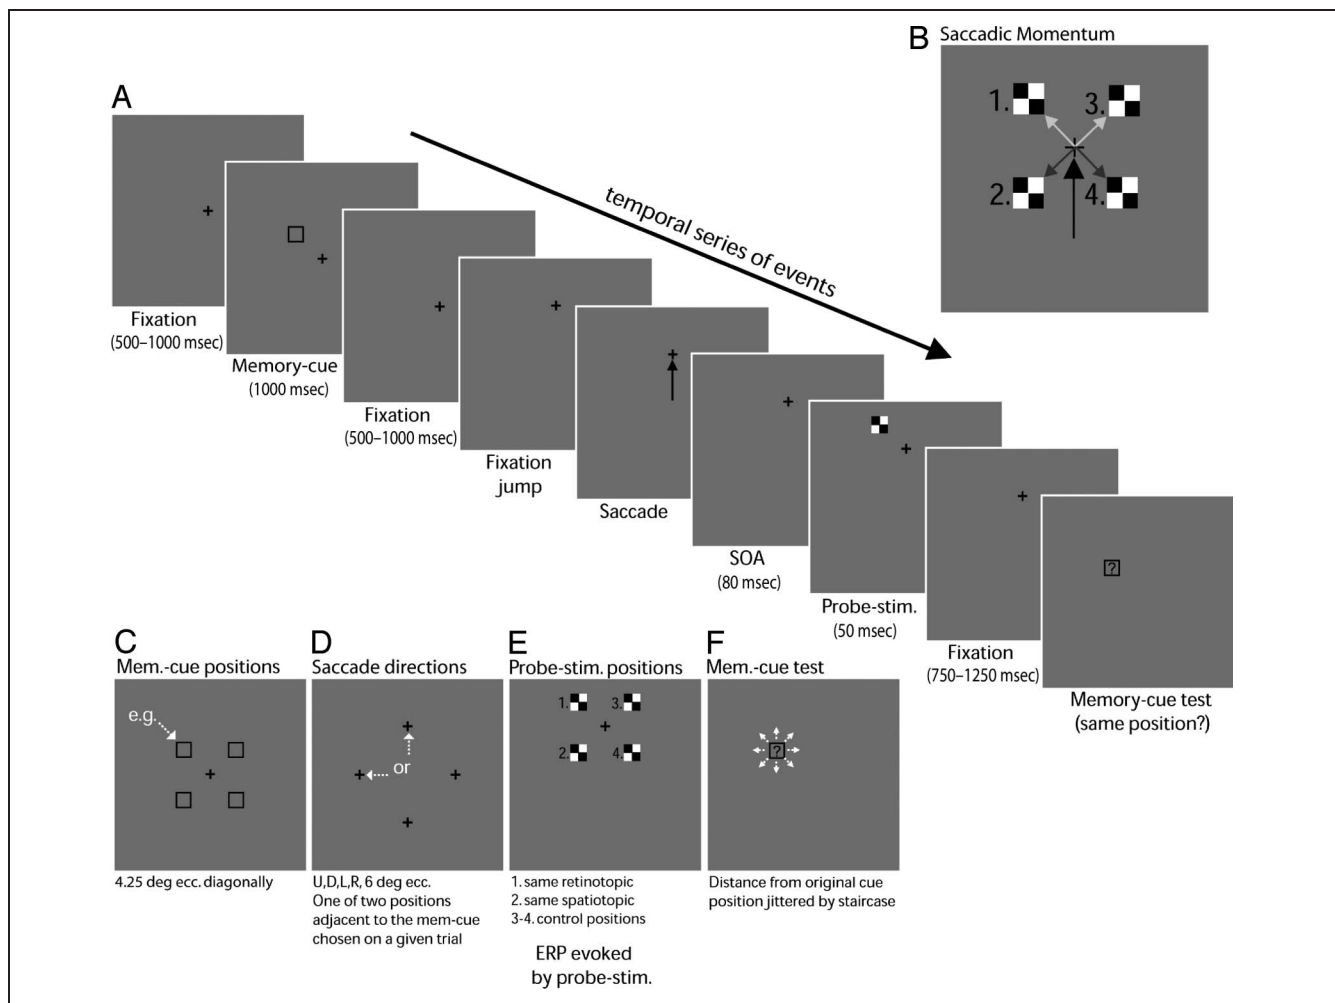 A
Fixation
(500–1000 msec)
Memory-cue
(1000 msec)
Fixation
(500–1000 msec)
Fixation
jump
Saccade
SOA
(80 msec)
Probe-stim.
(50 msec)
Fixation
(750–1250 msec)
?
Memory-cue test
(same position?)
temporal series of events
B
Saccadic Momentum
1.
3.
2.
4.
C
Mem.-cue positions
e.g.
4.25 deg ecc. diagonally
D
Saccade directions
or
U,D,L,R, 6 deg ecc.
One of two positions
adjacent to the mem-cue
chosen on a given trial
E
Probe-stim. positions
1.
3.
2.
4.
1. same retinotopic
2. same spatiotopic
3-4. control positions
ERP evoked
by probe-stim.
F
Mem.-cue test
?
Distance from original cue
position jittered by staircase